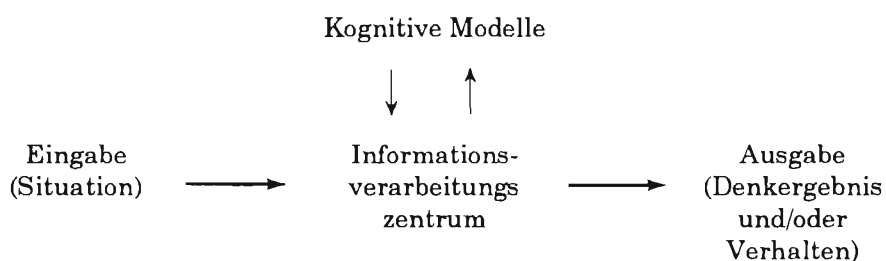 Kognitive Modelle
Eingabe
(Situation)
Informations-
verarbeitungs
zentrum
Ausgabe
(Denkergebnis
und/oder
Verhalten)